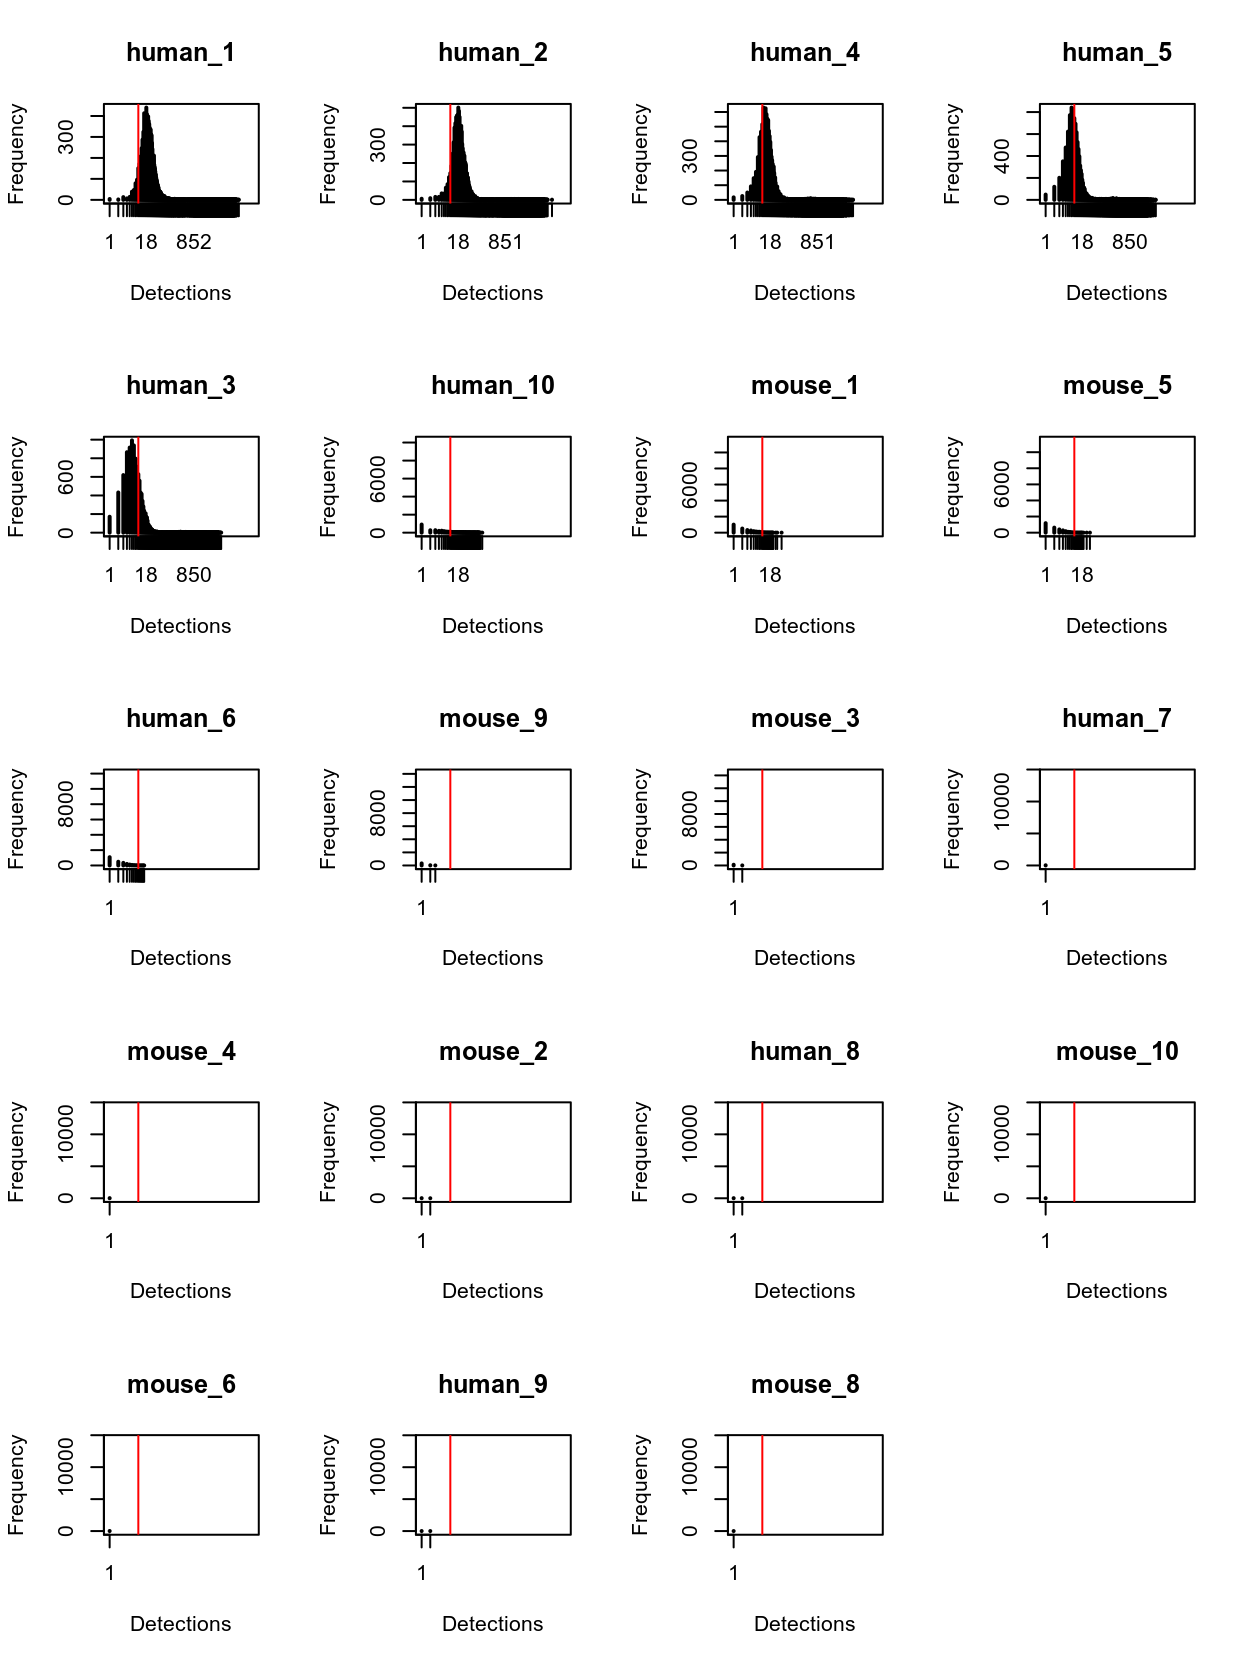 human_1
Frequency
0 300
1 18 852
Detections
human_2
Frequency
0 300
1 18 851
Detections
human_4
Frequency
0 300
1 18 851
Detections
human_5
Frequency
0 400
1 18 850
Detections
human_3
Frequency
0 600
1 18 850
Detections
human_10
Frequency
0 6000
1 18
Detections
mouse_1
Frequency
0 6000
1 18
Detections
mouse_5
Frequency
0 6000
1 18
Detections
human_6
Frequency
0 8000
1
Detections
mouse_9
Frequency
0 8000
1
Detections
mouse_3
Frequency
0 8000
1
Detections
human_7
Frequency
0 10000
1
Detections
mouse_4
Frequency
0 10000
1
Detections
mouse_2
Frequency
0 10000
1
Detections
human_8
Frequency
0 10000
1
Detections
mouse_10
Frequency
0 10000
1
Detections
mouse_6
Frequency
0 10000
1
Detections
human_9
Frequency
0 10000
1
Detections
mouse_8
Frequency
0 10000
1
Detections